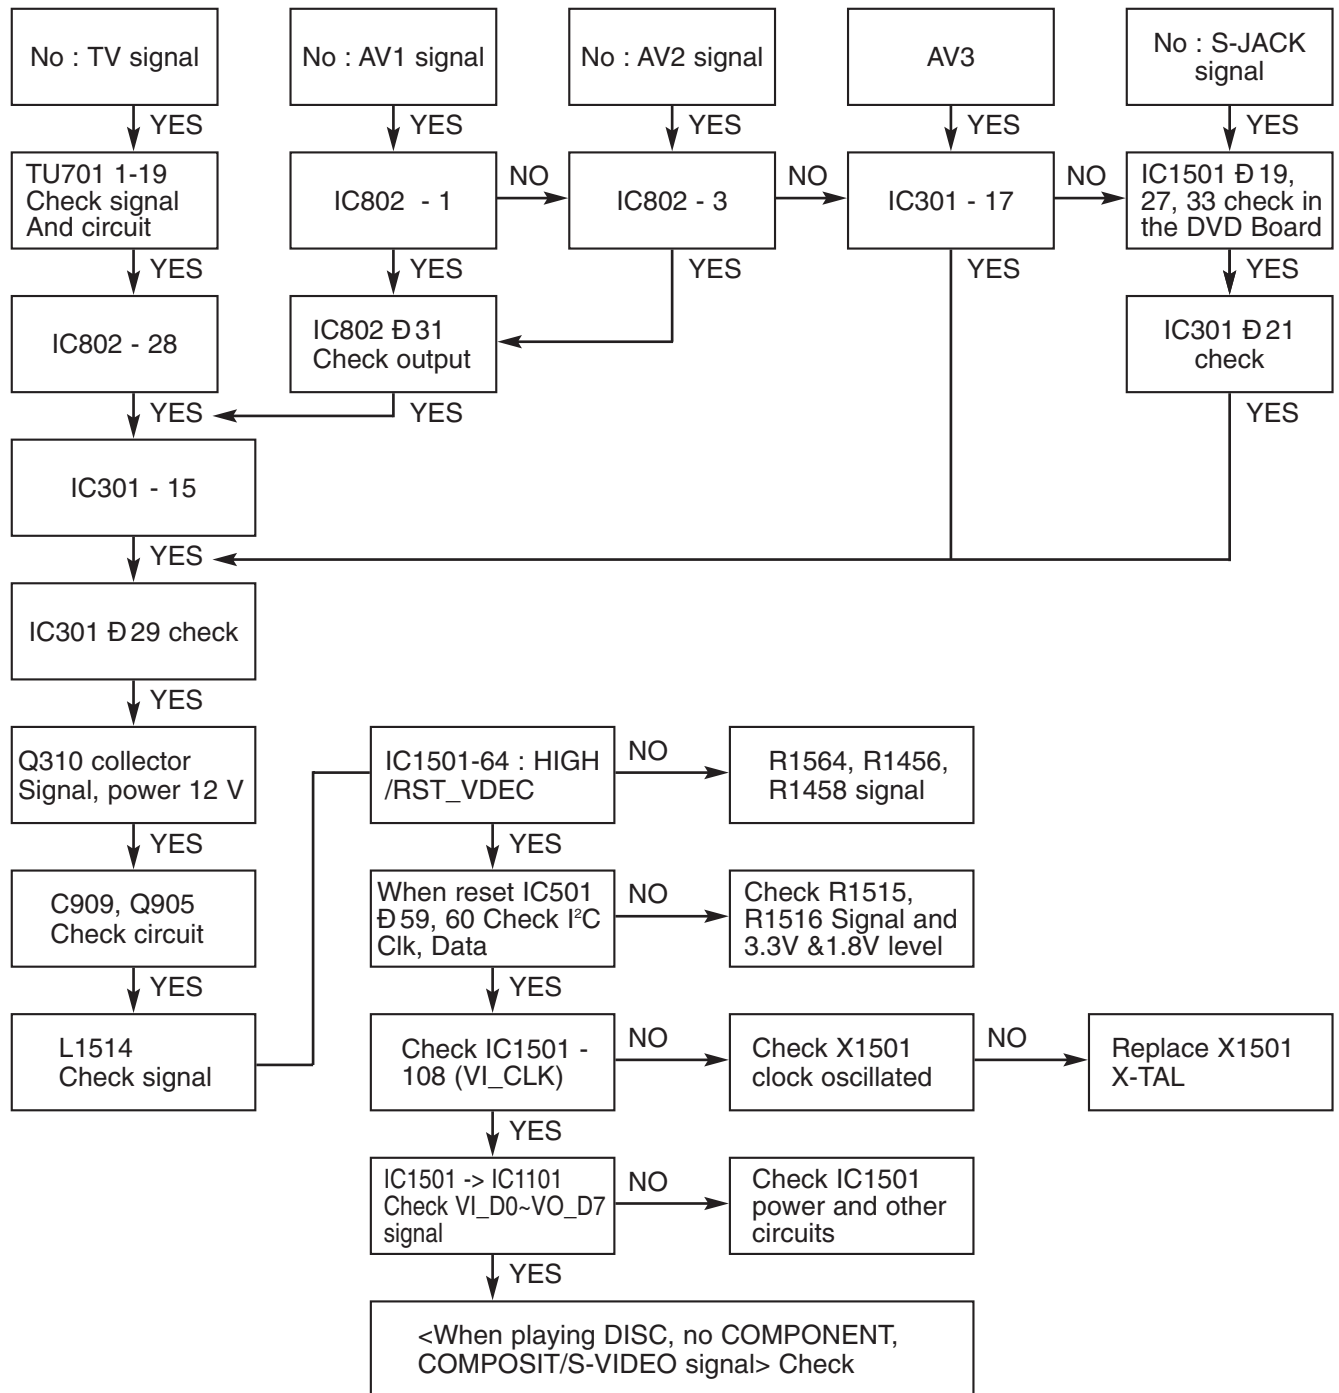 No : TV signal
No : AV1 signal
No : AV2 signal
AV3
No : S-JACK
signal
YES
YES
YES
YES
YES
TU701 1-19
Check signal
And circuit
IC802 - 1
NO
IC802 - 3
NO
IC301 - 17
NO
IC1501 Đ 19,
27, 33 check in
the DVD Board
YES
YES
YES
YES
YES
IC802 - 28
IC802 Đ 31
Check output
IC301 Đ 21
check
YES
YES
YES
IC301 - 15
YES
IC301 Đ 29 check
YES
Q310 collector
Signal, power 12 V
IC1501-64 : HIGH
/RST_VDEC
NO
R1564, R1456,
R1458 signal
YES
YES
C909, Q905
Check circuit
When reset IC501
Đ 59, 60 Check I²C
Clk, Data
NO
Check R1515,
R1516 Signal and
3.3V &1.8V level
YES
YES
L1514
Check signal
Check IC1501 -
108 (VI_CLK)
NO
Check X1501
clock oscillated
NO
Replace X1501
X-TAL
YES
IC1501 -> IC1101
Check VI_D0~VO_D7
signal
NO
Check IC1501
power and other
circuits
YES
<When playing DISC, no COMPONENT,
COMPOSIT/S-VIDEO signal> Check